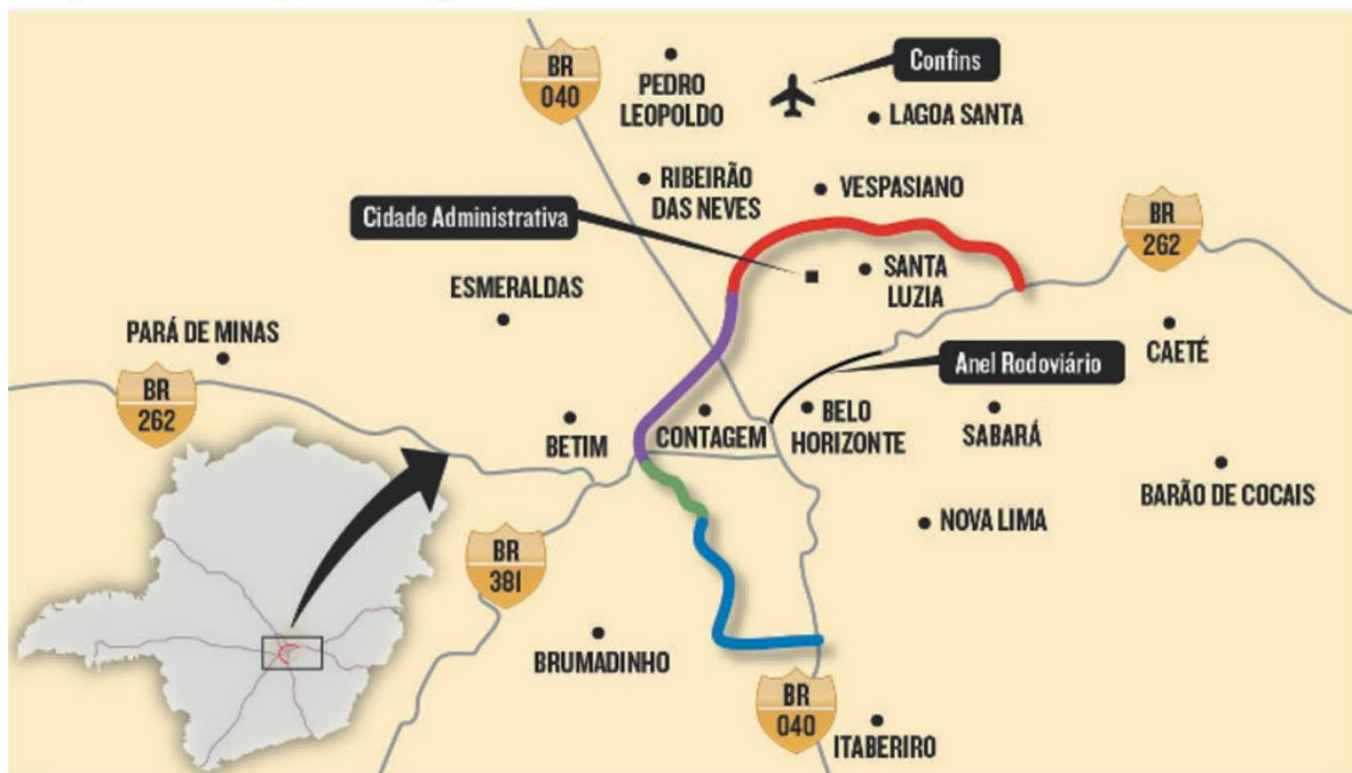 BR
040
PEDRO
LEOPOLDO
Confins
LAGOA SANTA
RIBEIRÃO
DAS NEVES
VESPASIANO
Cidade Administrativa
BR
262
SANTA
LUZIA
ESMERALDAS
PARÁ DE MINAS
CAETÉ
Anel Rodoviário
BR
262
BETIM
CONTAGEM
BELO
HORIZONTE
SABARÁ
BARÃO DE COCAIS
NOVA LIMA
BR
381
BRUMADINHO
BR
040
ITABERIRO